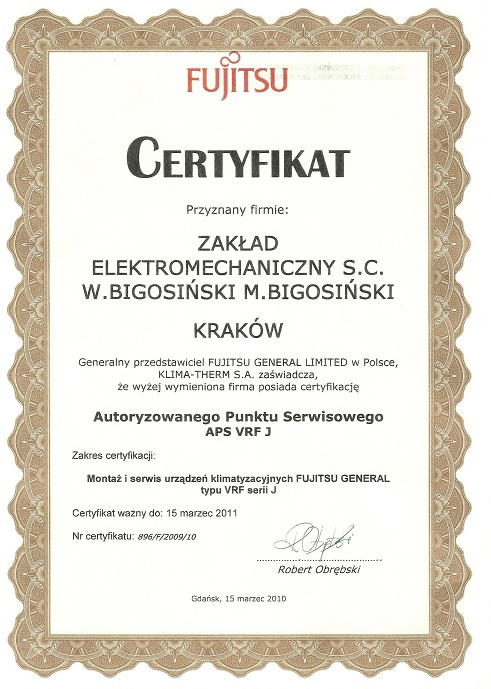 FUJITSU
CERTYFIKAT
Przyznany firmie:
ZAKŁAD
ELEKTROMECHANICZNY S.C.
W.BIGOSIŃSKI M.BIGOSIŃSKI
KRAKÓW
Generalny przedstawiciel FUJITSU GENERAL LIMITED w Polsce,
KLIMA-THERM S.A. zaświadcza,
że wyżej wymieniona firma posiada certyfikację
Autoryzowanego Punktu Serwisowego
APS VRF J
Zakres certyfikacji:
Montaż i serwis urządzeń klimatyzacyjnych FUJITSU GENERAL
typu VRF serii J
Certyfikat ważny do: 15 marzec 2011
Nr certyfikatu: 896/F/2009/10
Robert Obrębski
Gdańsk, 15 marzec 2010